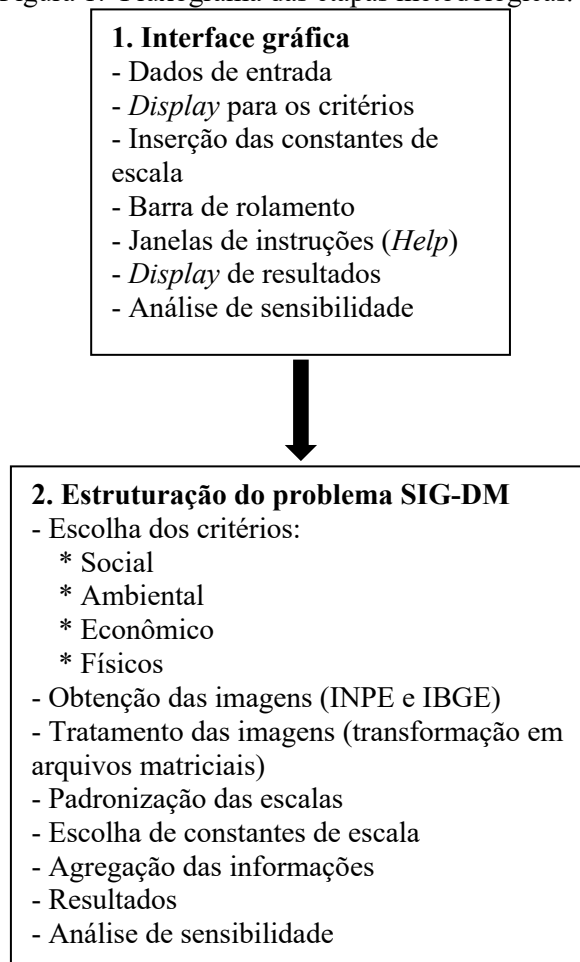 Figura 1: Fluxograma das etapas metodológicas.
1. Interface gráfica
- Dados de entrada
- Display para os critérios
- Inserção das constantes de
escala
- Barra de rolamento
- Janelas de instruções (Help)
- Display de resultados
- Análise de sensibilidade
2. Estruturação do problema SIG-DM
- Escolha dos critérios:
* Social
* Ambiental
* Econômico
* Físicos
- Obtenção das imagens (INPE e IBGE)
- Tratamento das imagens (transformação em
arquivos matriciais)
- Padronização das escalas
- Escolha de constantes de escala
- Agregação das informações
- Resultados
- Análise de sensibilidade